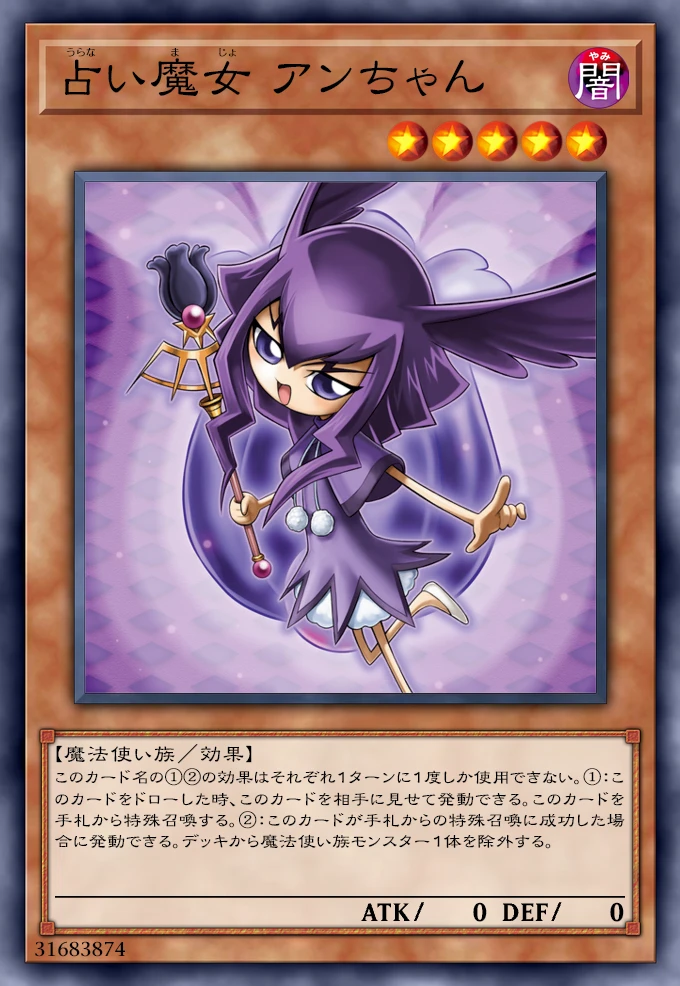 うらな ま じょ
占い魔女 アンちゃん
やみ
闇
【魔法使い族／効果】
このカード名の①②の効果はそれぞれ1ターンに1度しか使用できない。①：こ
のカードをドローした時、このカードを相手に見せて発動できる。このカードを
手札から特殊召喚する。②：このカードが手札からの特殊召喚に成功した場
合に発動できる。デッキから魔法使い族モンスター1体を除外する。
ATK/ 0 DEF/ 0
31683874